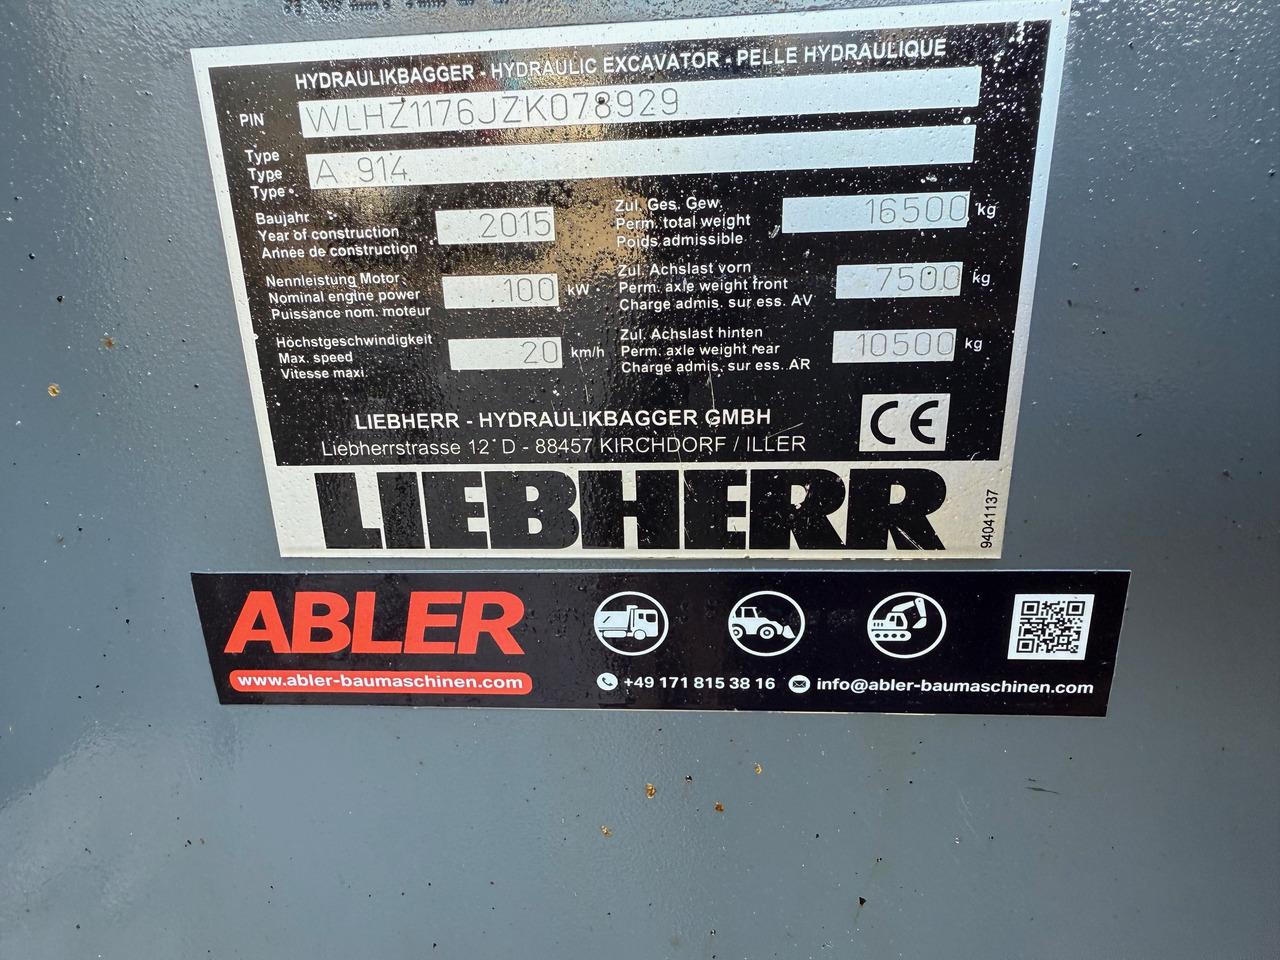 HYDRAULIKBAGGER - HYDRAULIC EXCAVATOR - PELLE HYDRAULIQUE
PIN WLHZ1176JZK078929
Type
Type A 914
Type
Baujahr
Year of construction 2015
Année de construction
Zul. Ges. Gew.
Perm. total weight 16500 kg
Poids admissible
Nennleistung Motor
Nominal engine power 100 kW
Puissance nom. moteur
Zul. Achslast vorn
Perm. axle weight front 7500 kg
Charge admis. sur ess. AV
Höchstgeschwindigkeit
Max. speed 20 km/h
Vitesse maxi.
Zul. Achslast hinten
Perm. axle weight rear 10500 kg
Charge admis. sur ess. AR
LIEBHERR - HYDRAULIKBAGGER GMBH
Liebherrstrasse 12 D - 88457 KIRCHDORF / ILLER
CE
LIEBHERR
94041137
ABLER
www.abler-baumaschinen.com
+49 171 815 38 16 info@abler-baumaschinen.com